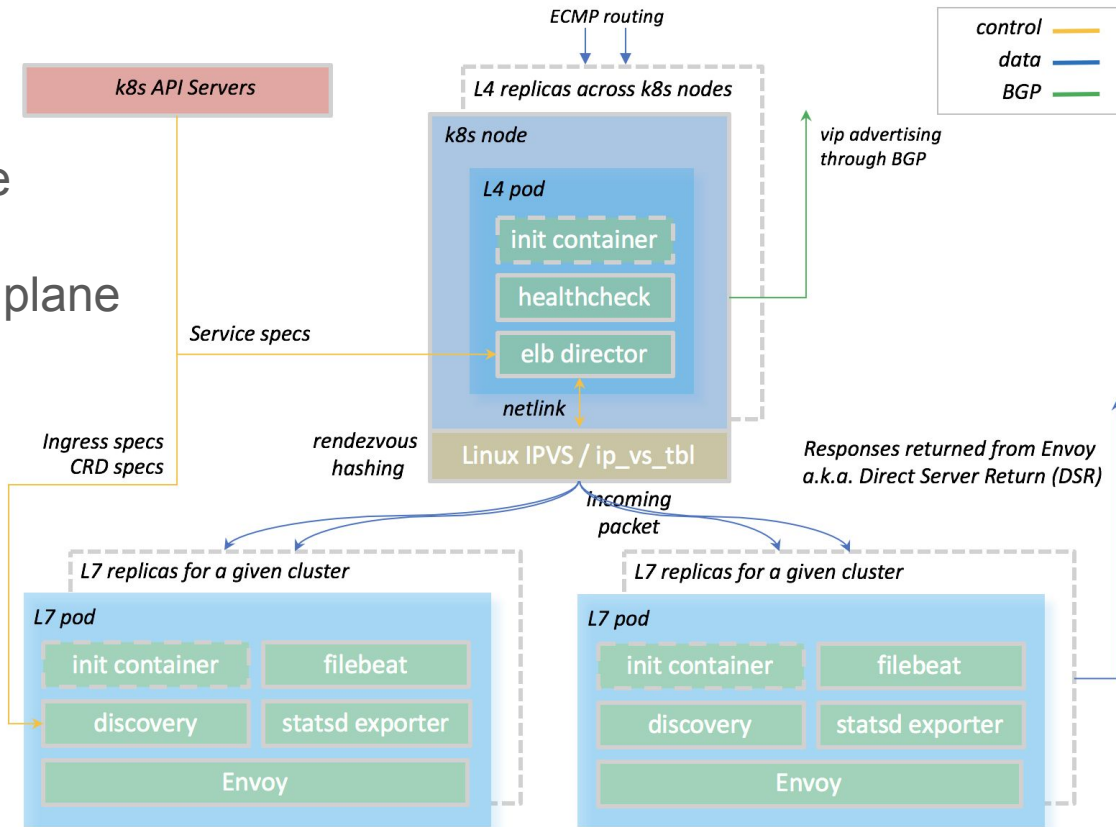 ECMP routing
control
data
BGP
k8s API Servers
L4 replicas across k8s nodes
k8s node
vip advertising
through BGP
e
plane
L4 pod
init container
healthcheck
elb director
Service specs
netlink
Ingress specs
CRD specs
rendezvous
hashing
Linux IPVS / ip_vs_tbl
Responses returned from Envoy
a.k.a. Direct Server Return (DSR)
Incoming
packet
L7 replicas for a given cluster
L7 pod
init container
filebeat
discovery
statsd exporter
Envoy
L7 replicas for a given cluster
L7 pod
init container
filebeat
discovery
statsd exporter
Envoy